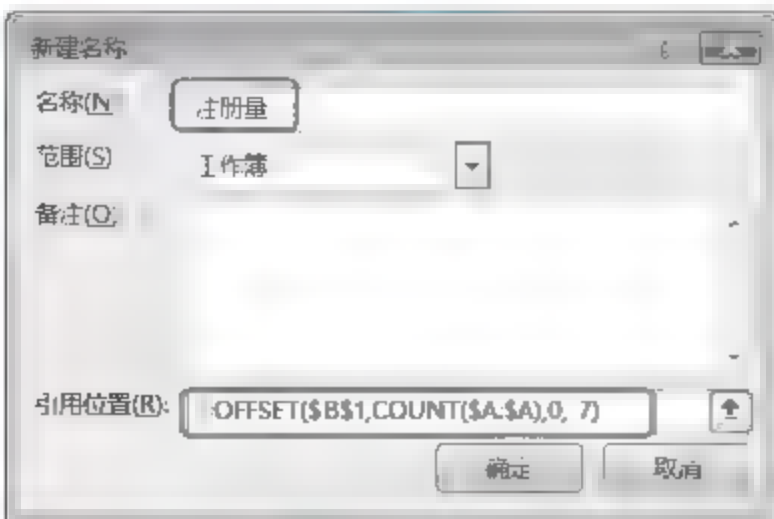 新建名称
名称(N
注册量
范围(S)
工作簿
备注(O)
引用位置(R):
OFFSET($B$1,COUNT($A:$A),0, 7)
确定
取消